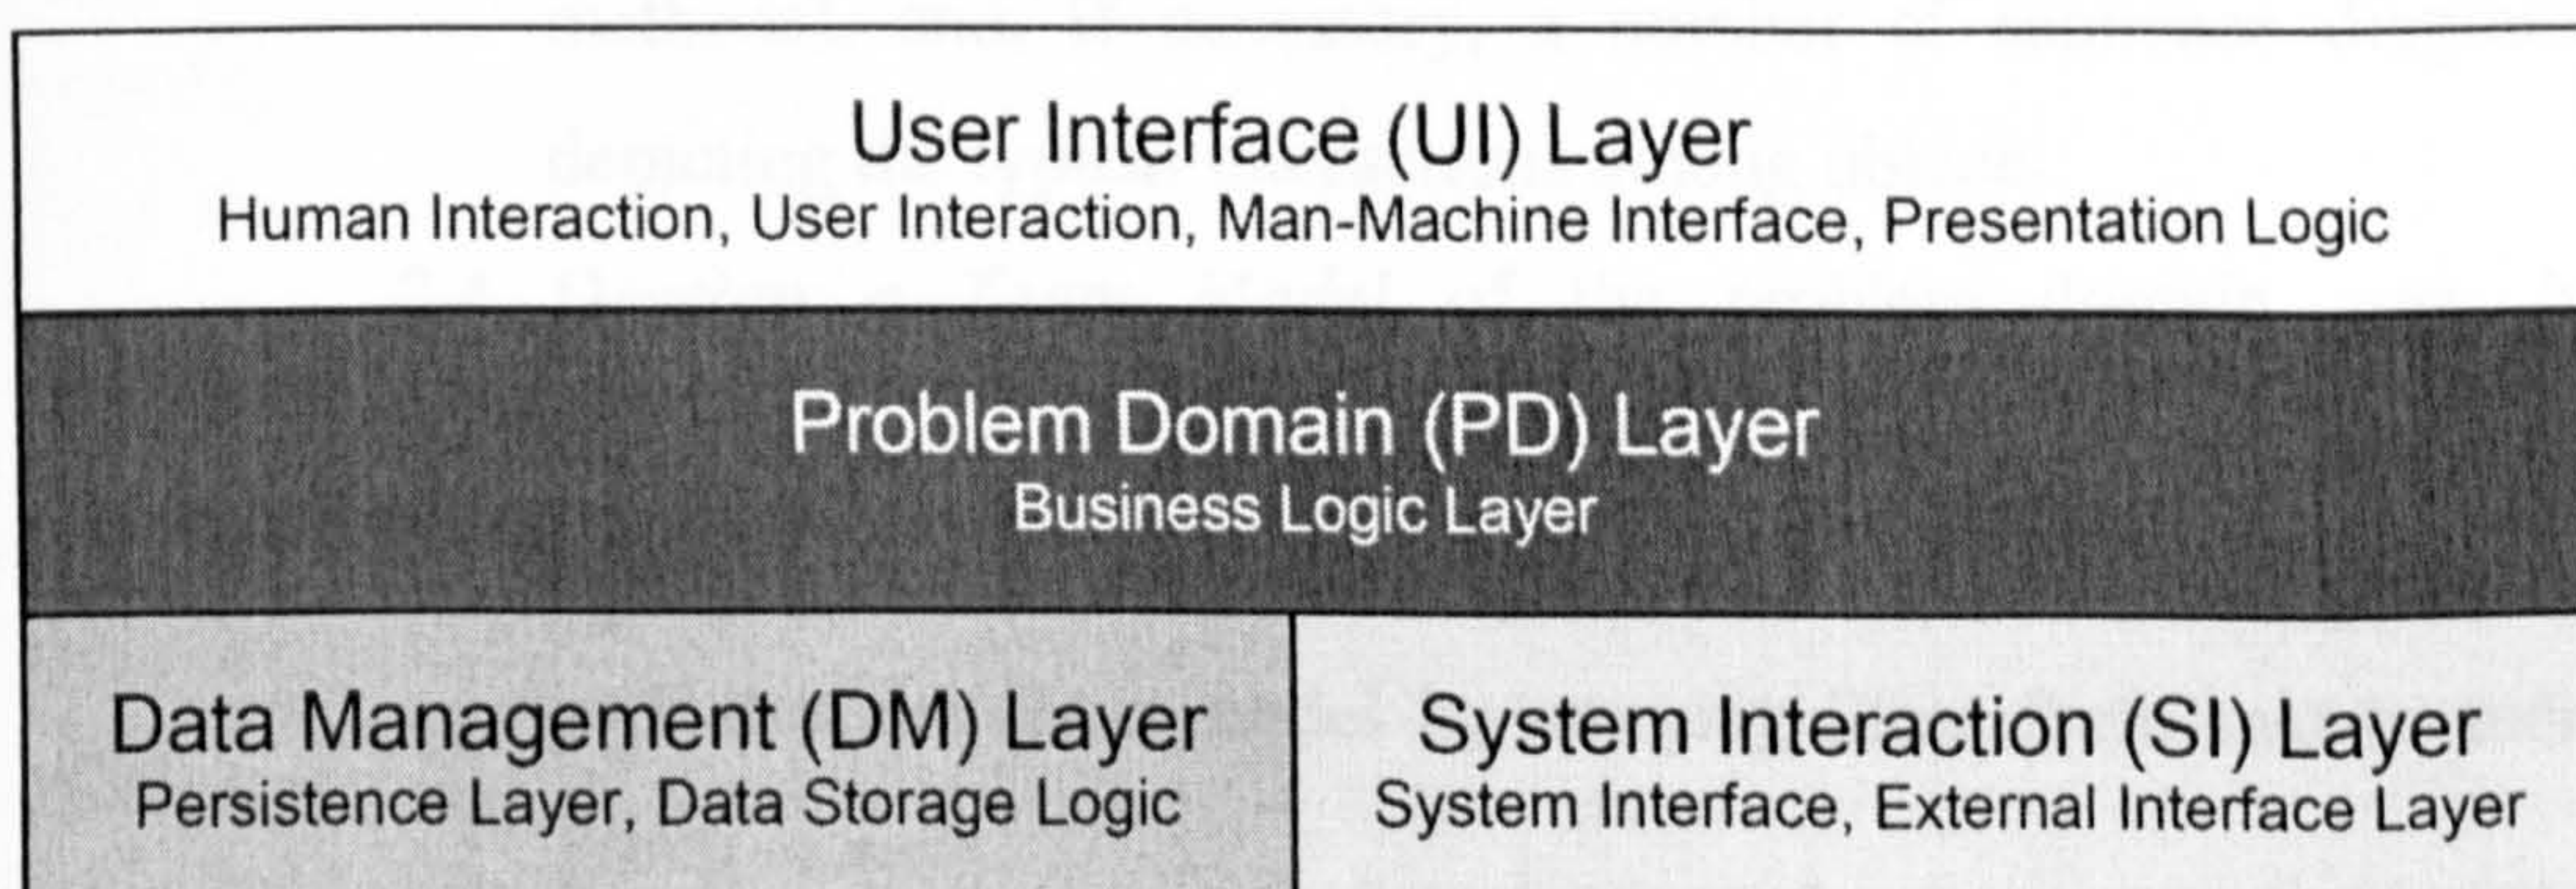 User Interface (UI) Layer
Human Interaction, User Interaction, Man-Machine Interface, Presentation Logic
Problem Domain (PD) Layer
Business Logic Layer
Data Management (DM) Layer
Persistence Layer, Data Storage Logic
System Interaction (SI) Layer
System Interface, External Interface Layer